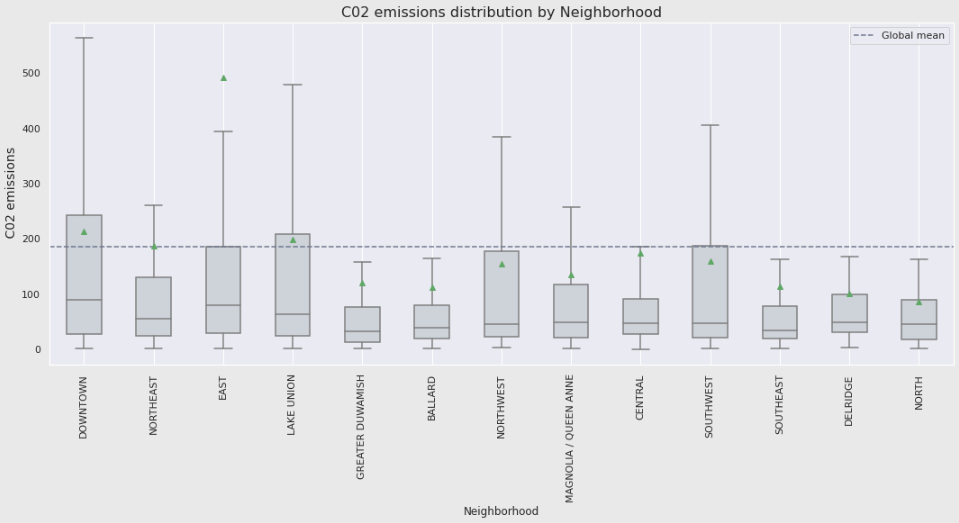 C02 emissions distribution by Neighborhood
Global mean
C02 emissions
500
400
300
200
100
0
DOWNTOWN
NORTHEAST
EAST
LAKE UNION
GREATER DUWAMISH
BALLARD
NORTHWEST
MAGNOLIA / QUEEN ANNE
CENTRAL
SOUTHWEST
SOUTHEAST
DELRIDGE
NORTH
Neighborhood